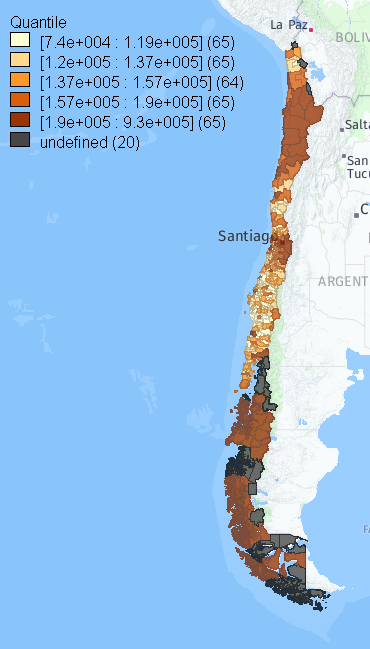 Quantile
[7.4e+004 : 1.19e+005] (65)
[1.2e+005 : 1.37e+005] (65)
[1.37e+005 : 1.57e+005] (64)
[1.57e+005 : 1.9e+005] (65)
[1.9e+005 : 9.3e+005] (65)
undefined (20)
La Paz
BOLIV
Salta
San
Tucu
C
Santiago
ARGENT
FA